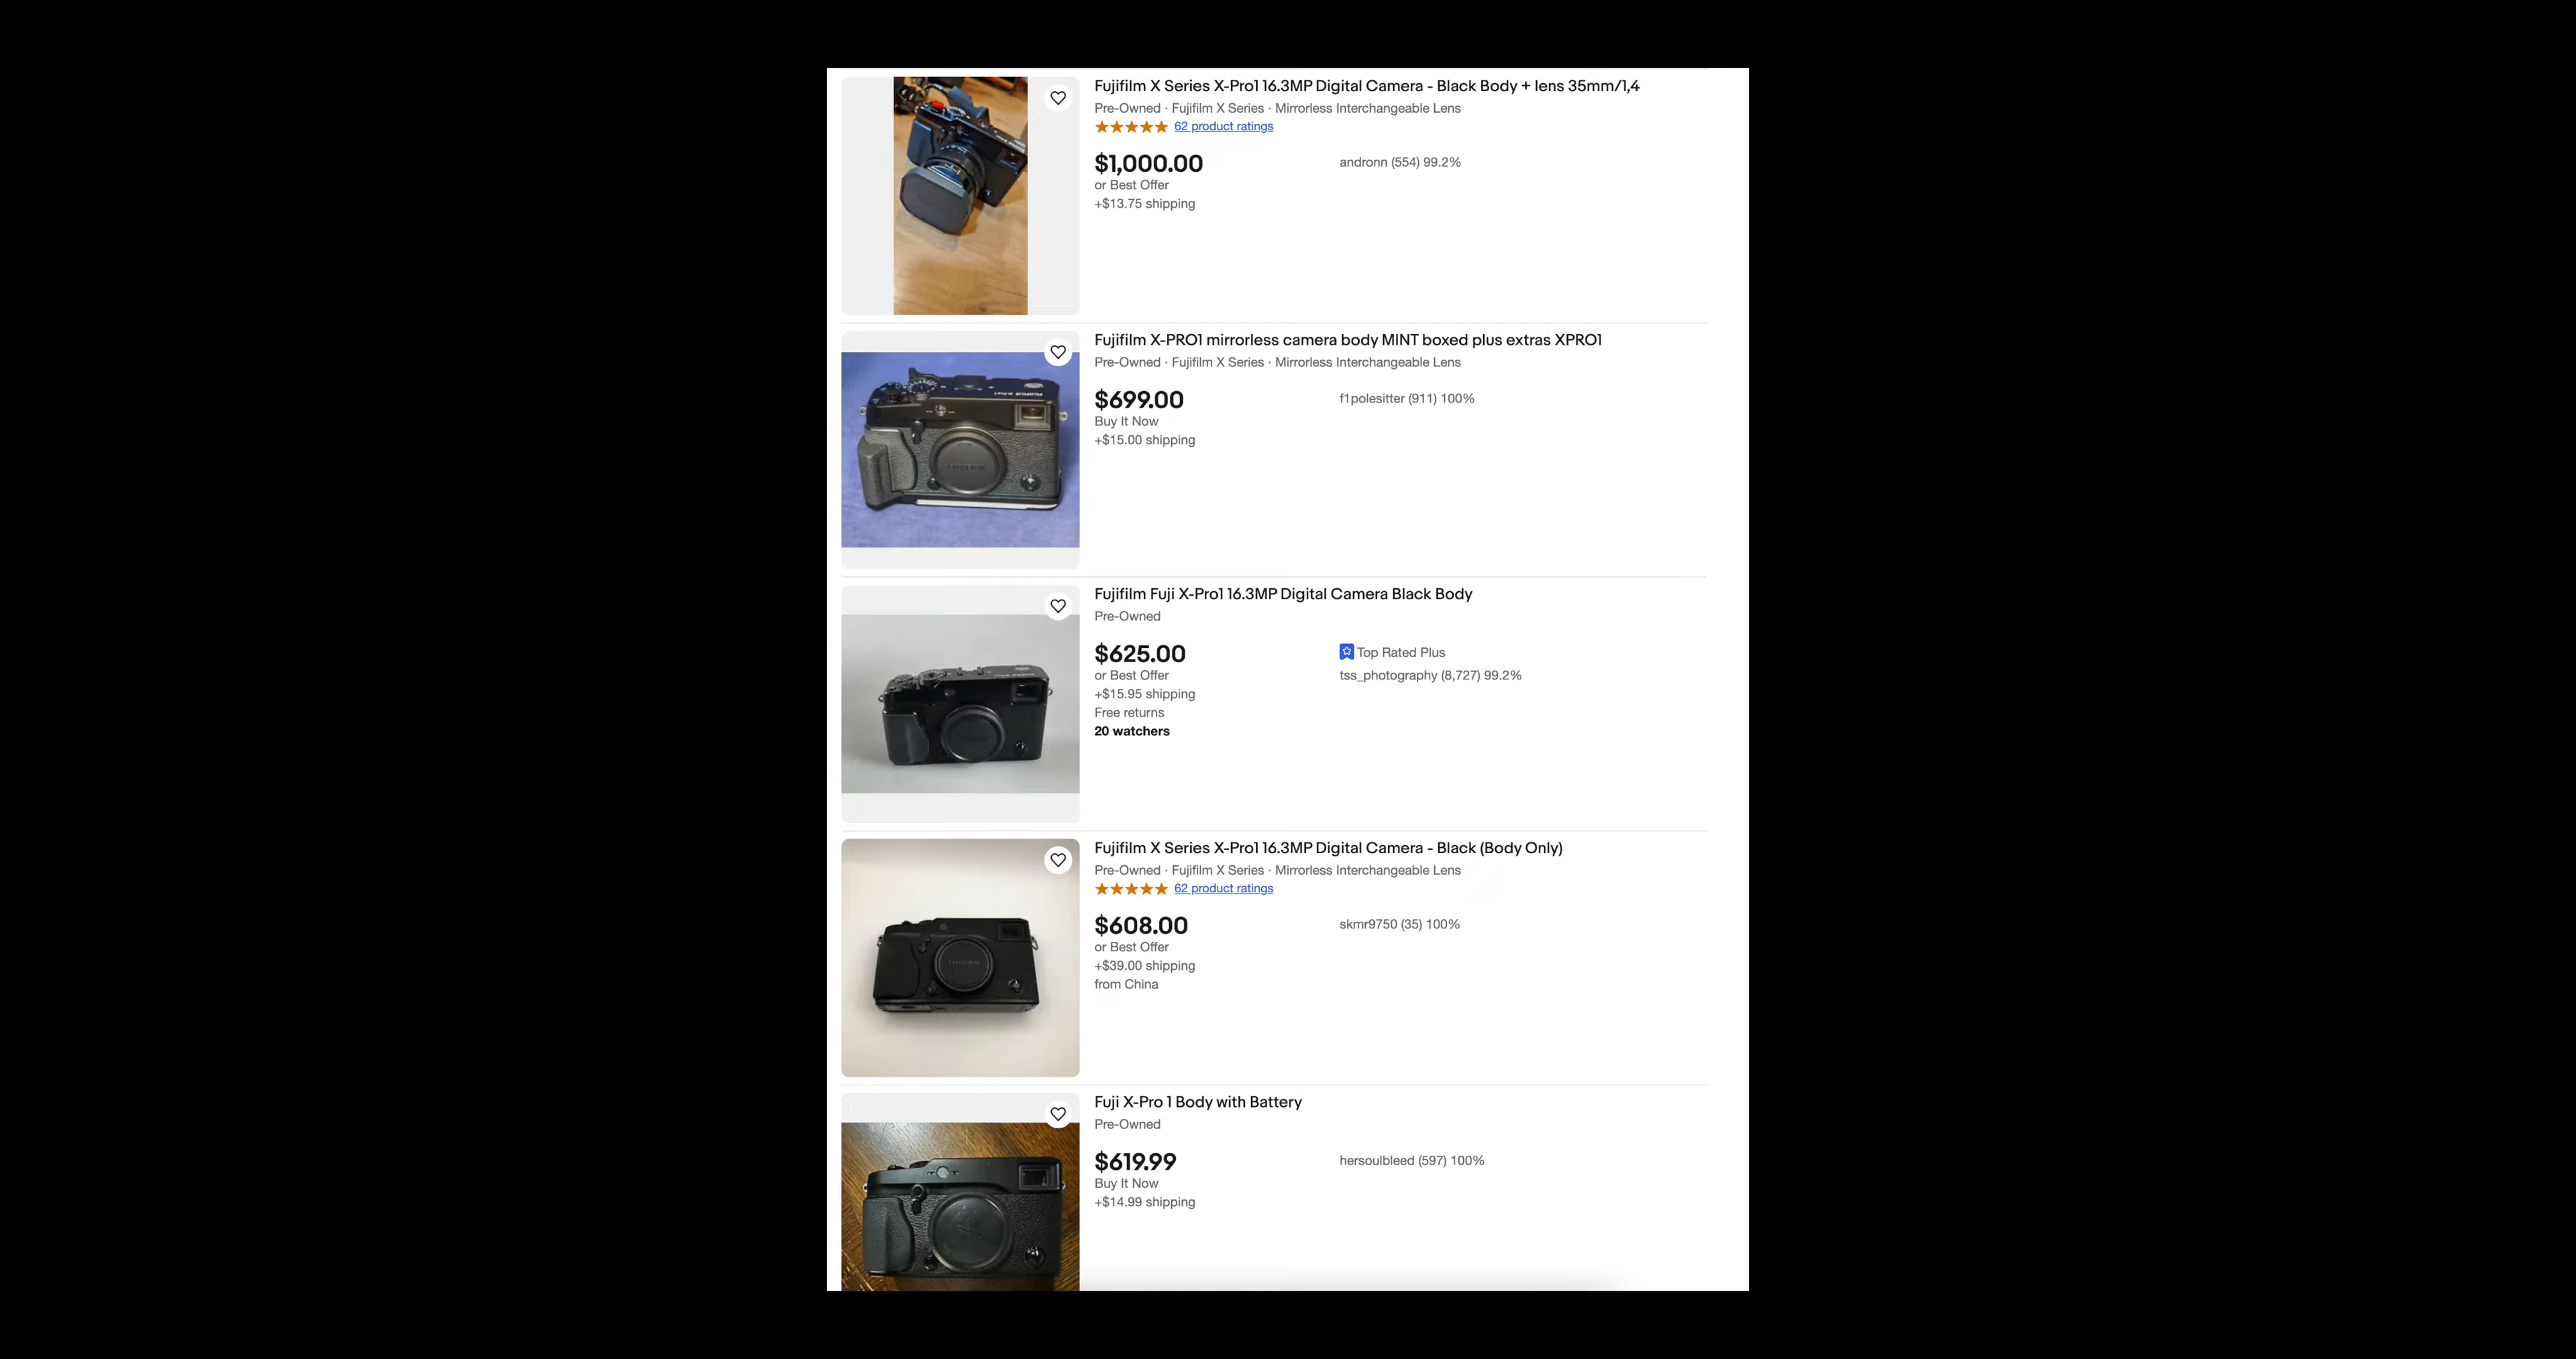 Fujifilm X Series X-Pro1 16.3MP Digital Camera - Black Body + lens 35mm/1,4
Pre-Owned · Fujifilm X Series · Mirrorless Interchangeable Lens
62 product ratings
$1,000.00
andronn (554) 99.2%
or Best Offer
+$13.75 shipping
Fujifilm X-PRO1 mirrorless camera body MINT boxed plus extras XPRO1
Pre-Owned · Fujifilm X Series · Mirrorless Interchangeable Lens
$699.00
f1polesitter (911) 100%
Buy It Now
+$15.00 shipping
Fujifilm Fuji X-Pro1 16.3MP Digital Camera Black Body
Pre-Owned
$625.00
Top Rated Plus
or Best Offer
tss_photography (8,727) 99.2%
+$15.95 shipping
Free returns
20 watchers
Fujifilm X Series X-Pro1 16.3MP Digital Camera - Black (Body Only)
Pre-Owned · Fujifilm X Series · Mirrorless Interchangeable Lens
62 product ratings
$608.00
skmr9750 (35) 100%
or Best Offer
+$39.00 shipping
from China
Fuji X-Pro 1 Body with Battery
Pre-Owned
$619.99
hersoulbleed (597) 100%
Buy It Now
+$14.99 shipping